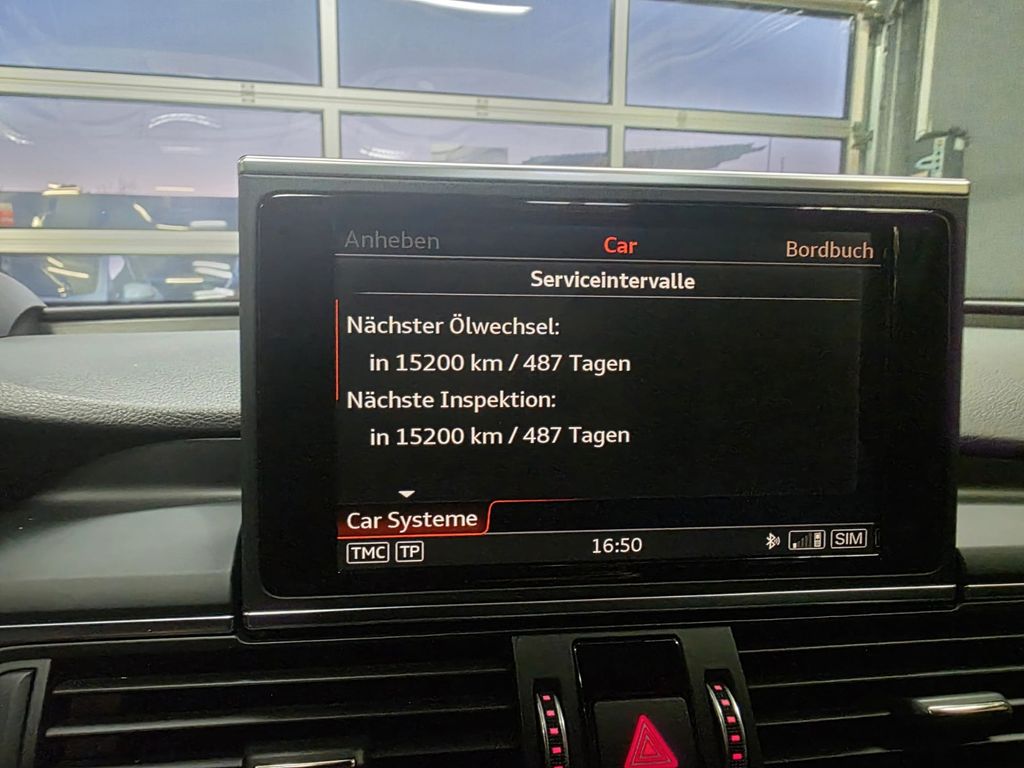 Anheben Car Bordbuch
Serviceintervalle
Nächster Ölwechsel:
in 15200 km / 487 Tagen
Nächste Inspektion:
in 15200 km / 487 Tagen
Car Systeme
TMC TP 16:50 SIM